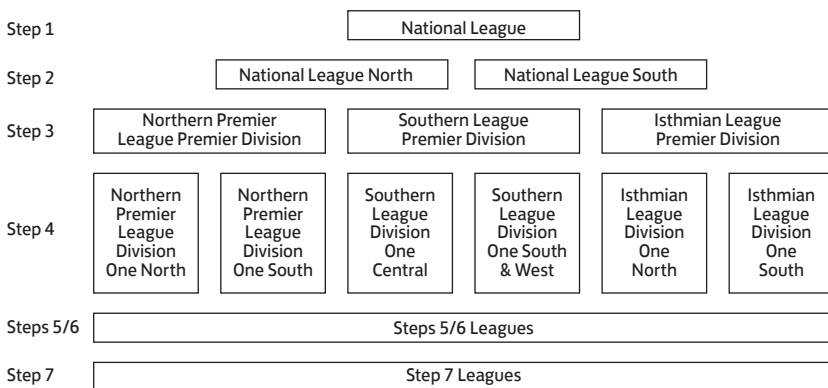 Step 1
National League
Step 2
National League North
National League South
Step 3
Northern Premier
League Premier Division
Southern League
Premier Division
Isthmian League
Premier Division
Step 4
Northern
Premier
League
Division
One North
Northern
Premier
League
Division
One South
Southern
League
Division
One
Central
Southern
League
Division
One South
& West
Isthmian
League
Division
One
North
Isthmian
League
Division
One
South
Steps 5/6
Steps 5/6 Leagues
Step 7
Step 7 Leagues